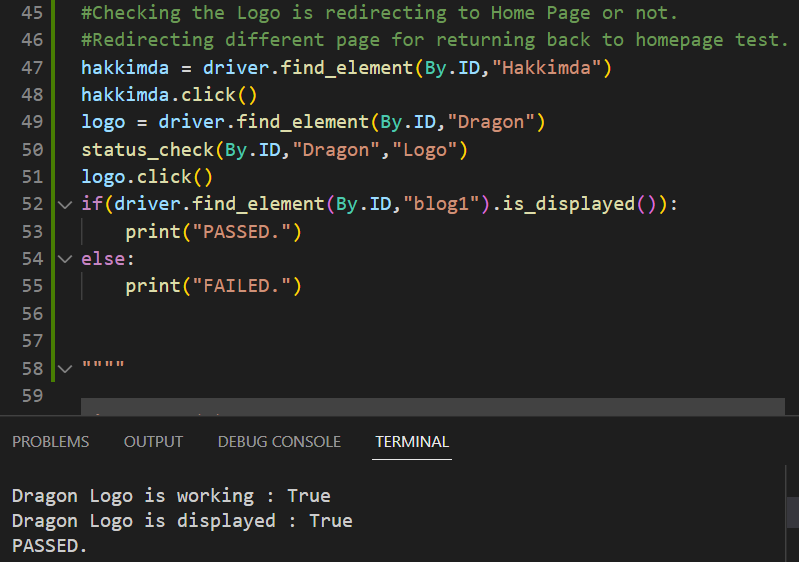 45 #Checking the Logo is redirecting to Home Page or not.
46 #Redirecting different page for returning back to homepage test.
47 hakkimda = driver.find_element(By.ID,"Hakkimda")
48 hakkimda.click()
49 logo = driver.find_element(By.ID,"Dragon")
50 status_check(By.ID,"Dragon","Logo")
51 logo.click()
52 if(driver.find_element(By.ID,"blog1").is_displayed()):
53     print("PASSED.")
54 else:
55     print("FAILED.")
56
57
58 """"
59
PROBLEMS OUTPUT DEBUG CONSOLE TERMINAL
Dragon Logo is working : True
Dragon Logo is displayed : True
PASSED.